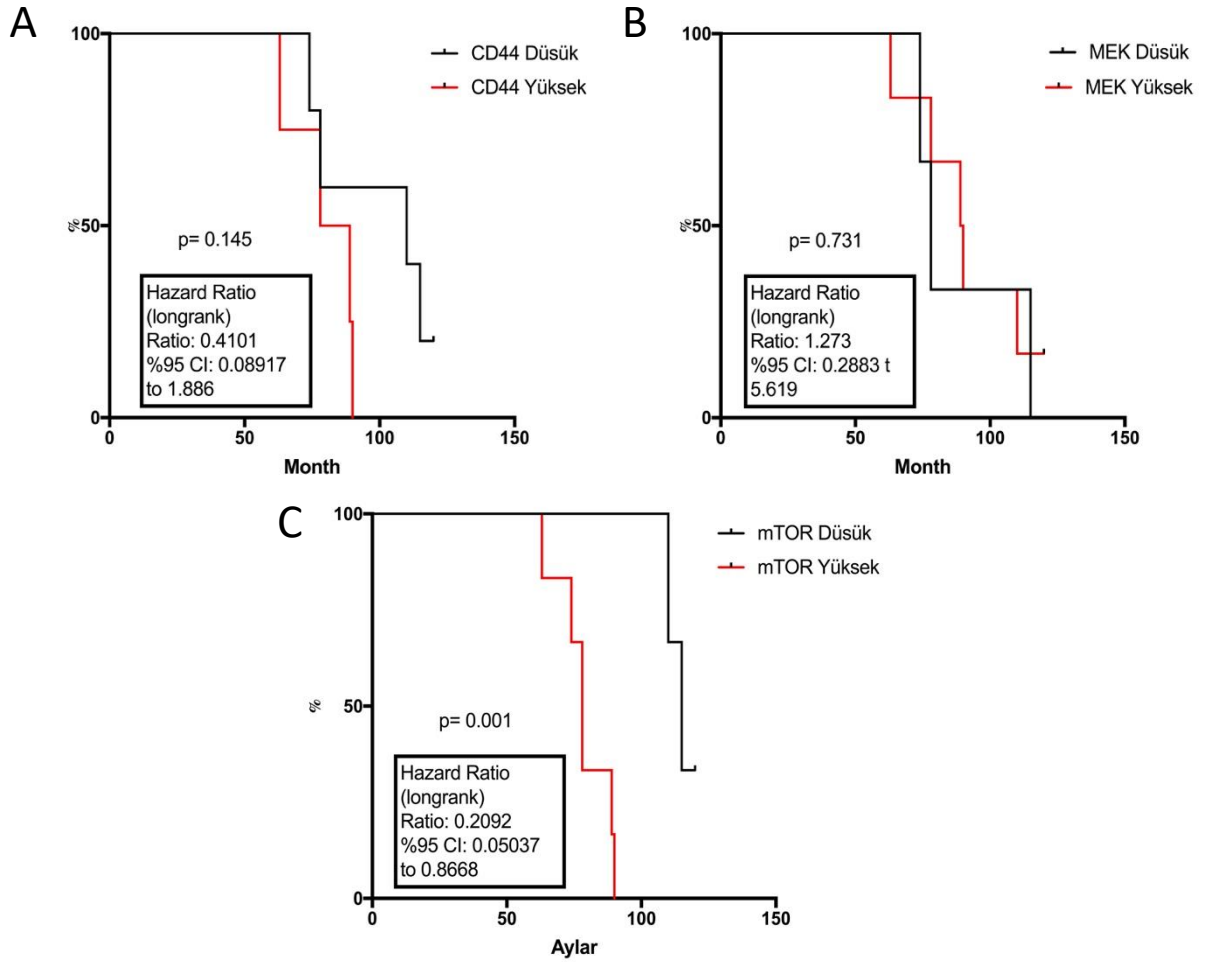 A
100
50
0
%
0
50
100
150
Month
CD44 Düsük
CD44 Yüksek
p= 0.145
Hazard Ratio
(longrank)
Ratio: 0.4101
%95 CI: 0.08917
to 1.886
B
100
50
0
%
0
50
100
150
Month
MEK Düsük
MEK Yüksek
p= 0.731
Hazard Ratio
(longrank)
Ratio: 1.273
%95 CI: 0.2883 t
5.619
C
100
50
0
%
0
50
100
150
Aylar
mTOR Düsük
mTOR Yüksek
p= 0.001
Hazard Ratio
(longrank)
Ratio: 0.2092
%95 CI: 0.05037
to 0.8668